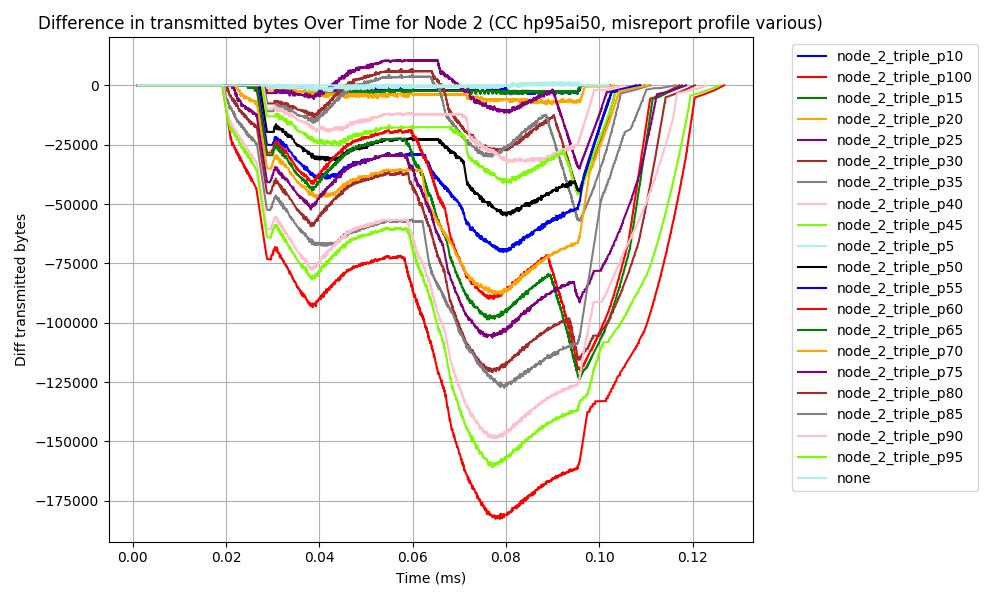 Difference in transmitted bytes Over Time for Node 2 (CC hp95ai50, misreport profile various)
Diff transmitted bytes
0
−25000
−50000
−75000
−100000
−125000
−150000
−175000
0.00
0.02
0.04
0.06
0.08
0.10
0.12
Time (ms)
node_2_triple_p10
node_2_triple_p100
node_2_triple_p15
node_2_triple_p20
node_2_triple_p25
node_2_triple_p30
node_2_triple_p35
node_2_triple_p40
node_2_triple_p45
node_2_triple_p5
node_2_triple_p50
node_2_triple_p55
node_2_triple_p60
node_2_triple_p65
node_2_triple_p70
node_2_triple_p75
node_2_triple_p80
node_2_triple_p85
node_2_triple_p90
node_2_triple_p95
none